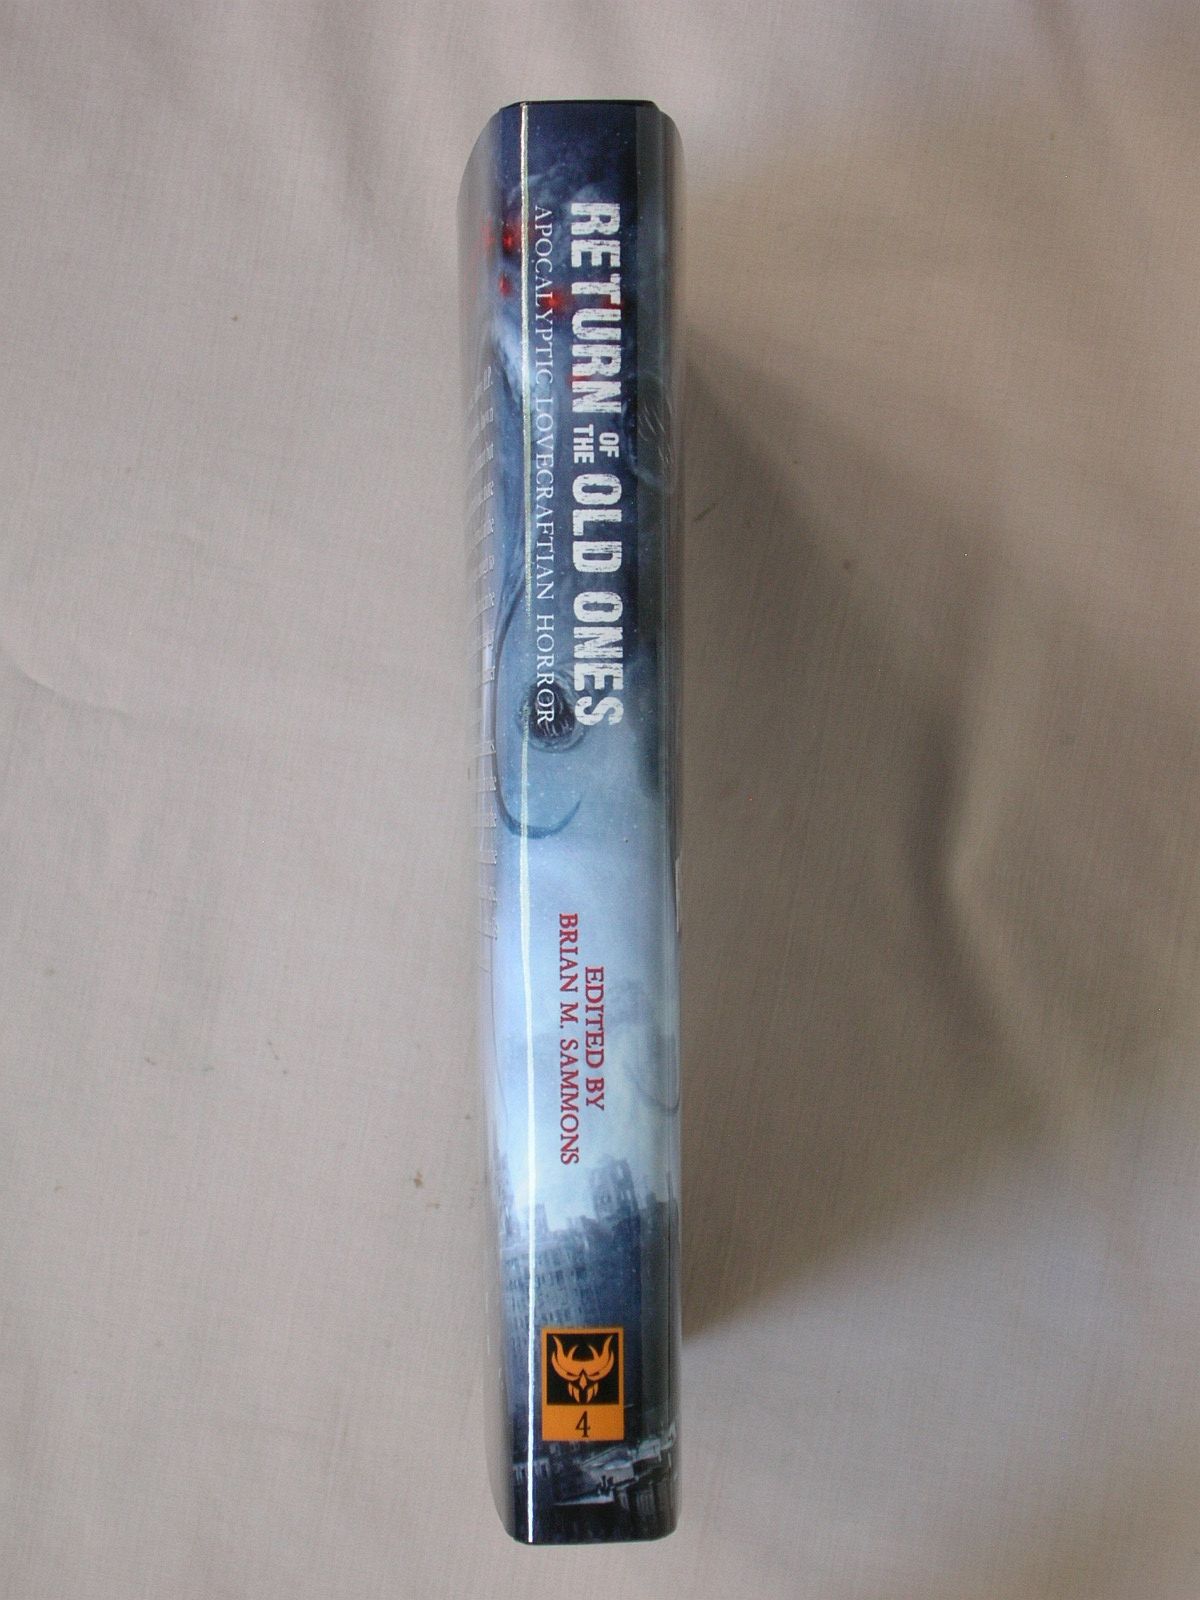 RETURN OF THE OLD ONES
APOCALYPTIC LOVECRAFTIAN HORROR
EDITED BY
BRIAN M. SAMMONS
4